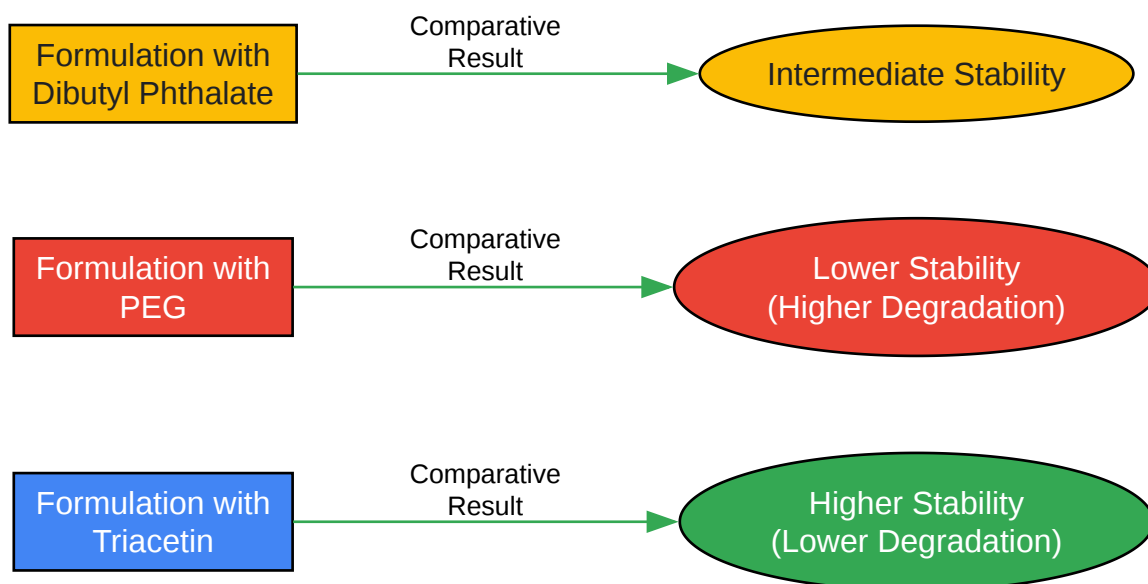 Comparative
Result
Formulation with
Dibutyl Phthalate
Intermediate Stability
Comparative
Result
Formulation with
PEG
Lower Stability
(Higher Degradation)
Comparative
Result
Formulation with
Triacetin
Higher Stability
(Lower Degradation)